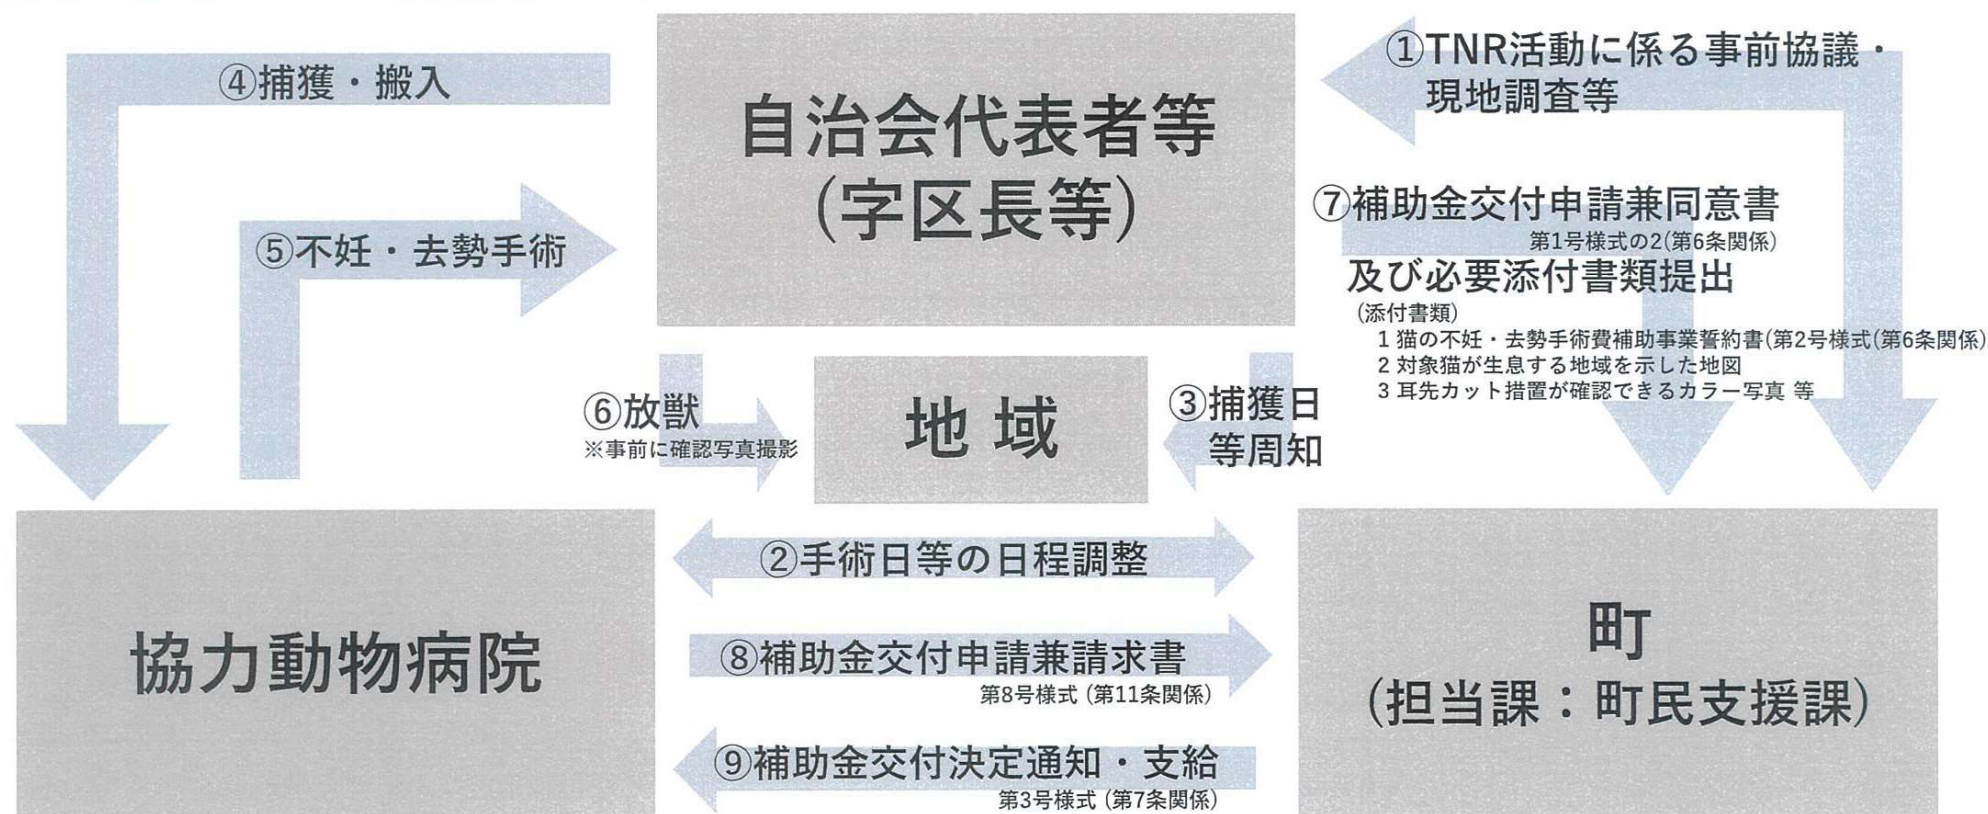 ④捕獲・搬入
自治会代表者等
(字区長等)
①TNR活動に係る事前協議・
現地調査等
⑤不妊・去勢手術
⑦補助金交付申請兼同意書
第1号様式の2(第6条関係)
及び必要添付書類提出
(添付書類)
1 猫の不妊・去勢手術費補助事業誓約書(第2号様式(第6条関係)
2 対象猫が生息する地域を示した地図
3 耳先カット措置が確認できるカラー写真 等
⑥放獣
※事前に確認写真撮影
地 域
③捕獲日
等周知
②手術日等の日程調整
協力動物病院
⑧補助金交付申請兼請求書
第8号様式 (第11条関係)
⑨補助金交付決定通知・支給
第3号様式 (第7条関係)
町
(担当課：町民支援課)